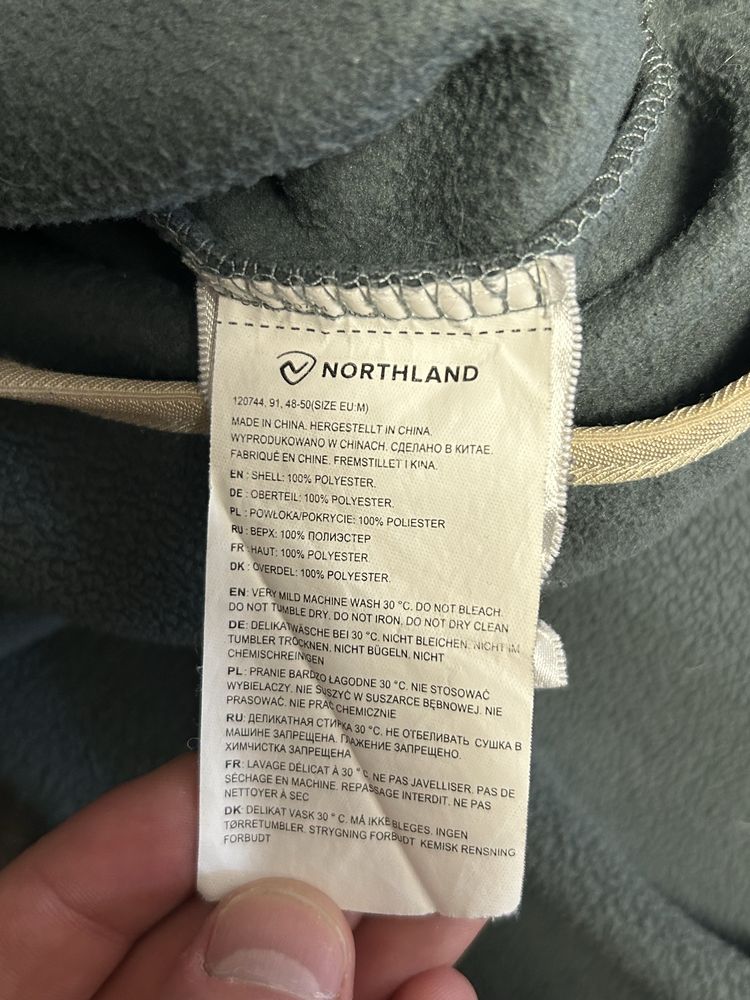 NORTHLAND
120744, 91, 48-50(SIZE EU:M)
MADE IN CHINA. HERGESTELLT IN CHINA.
WYPRODUKOWANO W CHINACH. СДЕЛАНО В КИТАЕ.
FABRIQUÉ EN CHINE. FREMSTILLET I KINA.
EN : SHELL: 100% POLYESTER.
DE : OBERTEIL: 100% POLYESTER.
PL : POWŁOKA/POKRYCIE: 100% POLIESTER
RU : ВЕРХ: 100% ПОЛИЭСТЕР
FR : HAUT: 100% POLYESTER
DK : OVERDEL: 100% POLYESTER.
EN: VERY MILD MACHINE WASH 30 °C. DO NOT BLEACH.
DO NOT TUMBLE DRY. DO NOT IRON. DO NOT DRY CLEAN
DE: DELIKATWÄSCHE BEI 30 °C. NICHT BLEICHEN. NICHT IM
TUMBLER TROCKNEN. NICHT BÜGELN. NICHT
CHEMISCHREINGEN
PL : PRANIE BARDZO ŁAGODNE 30 °C. NIE STOSOWAĆ
WYBIELACZY. NIE SUSZYĆ W SUSZARCE BĘBNOWEJ. NIE
PRASOWAĆ. NIE PRAĆ CHEMICZNIE
RU: ДЕЛИКАТНАЯ СТИРКА 30 °C. НЕ ОТБЕЛИВАТЬ. СУШКА В
МАШИНЕ ЗАПРЕЩЕНА. ГЛАЖЕНИЕ ЗАПРЕЩЕНО.
ХИМЧИСТКА ЗАПРЕЩЕНА
FR: LAVAGE DÉLICAT À 30 °C. NE PAS JAVELLISER. PAS DE
SÉCHAGE EN MACHINE. REPASSAGE INTERDIT. NE PAS
NETTOYER À SEC
DK: DELIKAT VASK 30 ° C. MÅ IKKE BLEGES. INGEN
TØRRETUMBLER. STRYGNING FORBUDT KEMISK RENSNING
FORBUDT